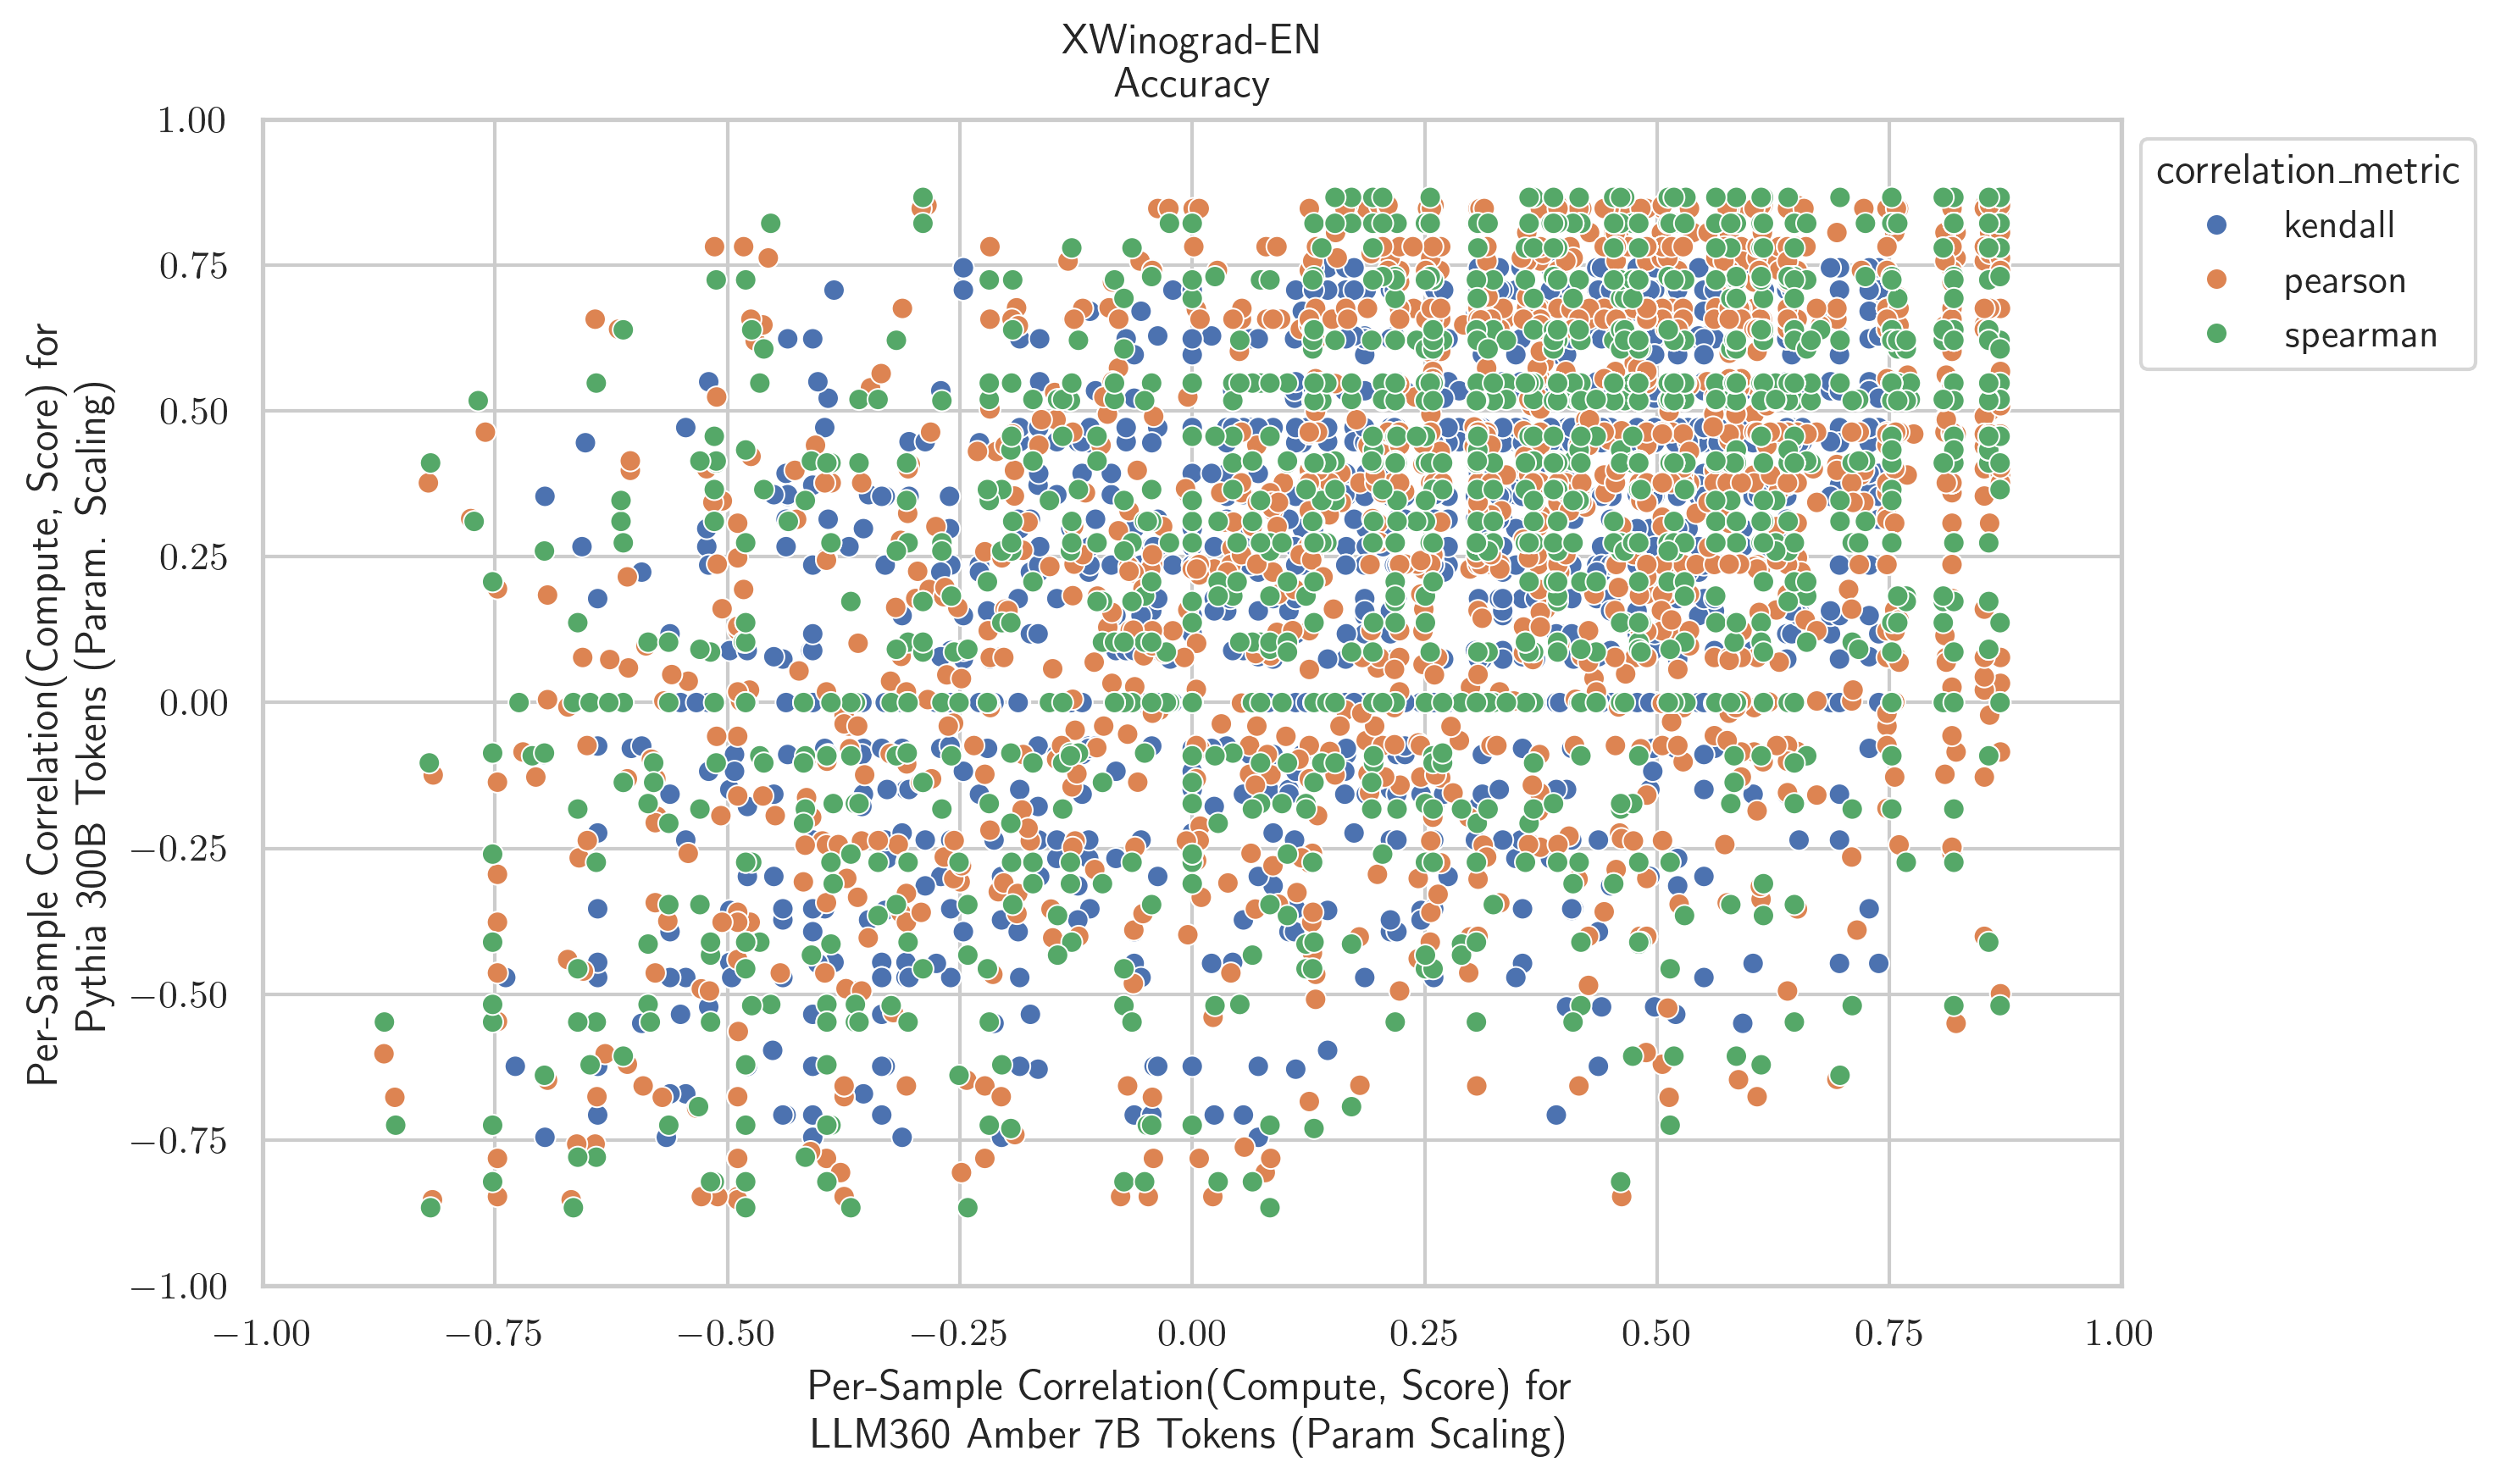 XWinograd-EN
Accuracy
1.00
0.75
0.50
0.25
0.00
−0.25
−0.50
−0.75
−1.00
Per-Sample Correlation(Compute, Score) for
Pythia 300B Tokens (Param. Scaling)
−1.00 −0.75 −0.50 −0.25 0.00 0.25 0.50 0.75 1.00
Per-Sample Correlation(Compute, Score) for
LLM360 Amber 7B Tokens (Param Scaling)
correlation_metric
kendall
pearson
spearman